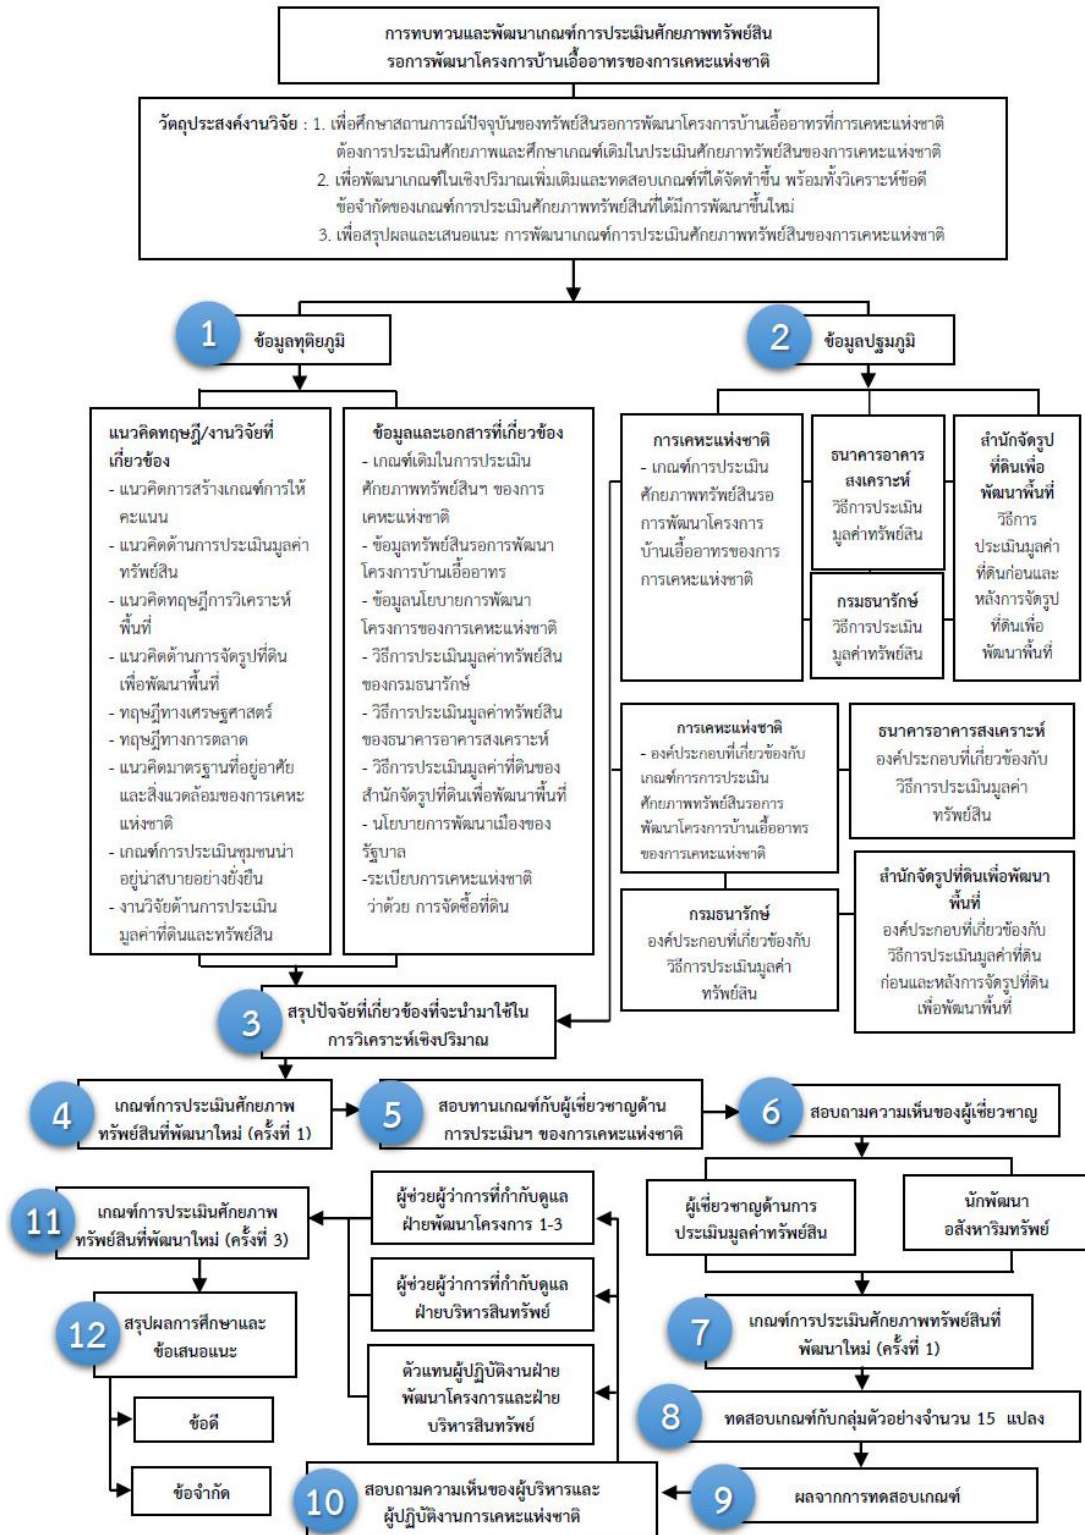 การทบทวนและพัฒนาเกณฑ์การประเมินศักยภาพทรัพย์สิน
รอการพัฒนาโครงการบ้านเอื้ออาทรของการเคหะแห่งชาติ
วัตถุประสงค์งานวิจัย : 1. เพื่อศึกษาสถานการณ์ปัจจุบันของทรัพย์สินรอการพัฒนาโครงการบ้านเอื้ออาทรที่การเคหะแห่งชาติ
ต้องการประเมินศักยภาพและศึกษาเกณฑ์เดิมในประเมินศักยภาพทรัพย์สินของการเคหะแห่งชาติ
2. เพื่อพัฒนาเกณฑ์ในเชิงปริมาณเพิ่มเติมและทดสอบเกณฑ์ที่ได้จัดทำขึ้น พร้อมทั้งวิเคราะห์ข้อดี
ข้อจำกัดของเกณฑ์การประเมินศักยภาพทรัพย์สินที่ได้มีการพัฒนาขึ้นใหม่
3. เพื่อสรุปผลและเสนอแนะ การพัฒนาเกณฑ์การประเมินศักยภาพทรัพย์สินของการเคหะแห่งชาติ
1
ข้อมูลทุติยภูมิ
2
ข้อมูลปฐมภูมิ
แนวคิดทฤษฎี/งานวิจัยที่
เกี่ยวข้อง
- แนวคิดการสร้างเกณฑ์การให้
คะแนน
- แนวคิดด้านการประเมินมูลค่า
ทรัพย์สิน
- แนวคิดทฤษฎีการวิเคราะห์
พื้นที่
- แนวคิดด้านการจัดรูปที่ดิน
เพื่อพัฒนาพื้นที่
- ทฤษฎีทางเศรษฐศาสตร์
- ทฤษฎีทางการตลาด
- แนวคิดมาตรฐานที่อยู่อาศัย
และสิ่งแวดล้อมของการเคหะ
แห่งชาติ
- เกณฑ์การประเมินชุมชนน่า
อยู่น่าสบายอย่างยั่งยืน
- งานวิจัยด้านการประเมิน
มูลค่าที่ดินและทรัพย์สิน
ข้อมูลและเอกสารที่เกี่ยวข้อง
- เกณฑ์เดิมในการประเมิน
ศักยภาพทรัพย์สินฯ ของการ
เคหะแห่งชาติ
- ข้อมูลทรัพย์สินรอการพัฒนา
โครงการบ้านเอื้ออาทร
- ข้อมูลนโยบายการพัฒนา
โครงการของการเคหะแห่งชาติ
- วิธีการประเมินมูลค่าทรัพย์สิน
ของกรมธนารักษ์
- วิธีการประเมินมูลค่าทรัพย์สิน
ของธนาคารอาคารสงเคราะห์
- วิธีการประเมินมูลค่าที่ดินของ
สำนักจัดรูปที่ดินเพื่อพัฒนาพื้นที่
- นโยบายการพัฒนาเมืองของ
รัฐบาล
-ระเบียบการเคหะแห่งชาติ
ว่าด้วย การจัดซื้อที่ดิน
การเคหะแห่งชาติ
- เกณฑ์การประเมิน
ศักยภาพทรัพย์สินรอ
การพัฒนาโครงการ
บ้านเอื้ออาทรของการ
การเคหะแห่งชาติ
ธนาคารอาคาร
สงเคราะห์
วิธีการประเมิน
มูลค่าทรัพย์สิน
กรมธนารักษ์
วิธีการประเมิน
มูลค่าทรัพย์สิน
สำนักจัดรูป
ที่ดินเพื่อ
พัฒนาพื้นที่
วิธีการ
ประเมินมูลค่า
ที่ดินก่อนและ
หลังการจัดรูป
ที่ดินเพื่อ
พัฒนาพื้นที่
การเคหะแห่งชาติ
- องค์ประกอบที่เกี่ยวข้องกับ
เกณฑ์การการประเมิน
ศักยภาพทรัพย์สินรอการ
พัฒนาโครงการบ้านเอื้ออาทร
ของการเคหะแห่งชาติ
ธนาคารอาคารสงเคราะห์
องค์ประกอบที่เกี่ยวข้องกับ
วิธีการประเมินมูลค่า
ทรัพย์สิน
กรมธนารักษ์
องค์ประกอบที่เกี่ยวข้องกับ
วิธีการประเมินมูลค่า
ทรัพย์สิน
สำนักจัดรูปที่ดินเพื่อพัฒนา
พื้นที่
องค์ประกอบที่เกี่ยวข้องกับ
วิธีการประเมินมูลค่าที่ดิน
ก่อนและหลังการจัดรูปที่ดิน
เพื่อพัฒนาพื้นที่
3
สรุปปัจจัยที่เกี่ยวข้องที่จะนำมาใช้ใน
การวิเคราะห์เชิงปริมาณ
4
เกณฑ์การประเมินศักยภาพ
ทรัพย์สินที่พัฒนาใหม่ (ครั้งที่ 1)
5
สอบทานเกณฑ์กับผู้เชี่ยวชาญด้าน
การประเมินฯ ของการเคหะแห่งชาติ
6
สอบถามความเห็นของผู้เชี่ยวชาญ
ผู้เชี่ยวชาญด้านการ
ประเมินมูลค่าทรัพย์สิน
นักพัฒนา
อสังหาริมทรัพย์
7
เกณฑ์การประเมินศักยภาพทรัพย์สินที่
พัฒนาใหม่ (ครั้งที่ 1)
8
ทดสอบเกณฑ์กับกลุ่มตัวอย่างจำนวน 15 แปลง
9
ผลจากการทดสอบเกณฑ์
10
สอบถามความเห็นของผู้บริหารและ
ผู้ปฏิบัติงานการเคหะแห่งชาติ
ผู้ช่วยผู้ว่าการที่กำกับดูแล
ฝ่ายพัฒนาโครงการ 1-3
ผู้ช่วยผู้ว่าการที่กำกับดูแล
ฝ่ายบริหารสินทรัพย์
ตัวแทนผู้ปฏิบัติงานฝ่าย
พัฒนาโครงการและฝ่าย
บริหารสินทรัพย์
11
เกณฑ์การประเมินศักยภาพ
ทรัพย์สินที่พัฒนาใหม่ (ครั้งที่ 3)
12
สรุปผลการศึกษาและ
ข้อเสนอแนะ
ข้อดี
ข้อจำกัด